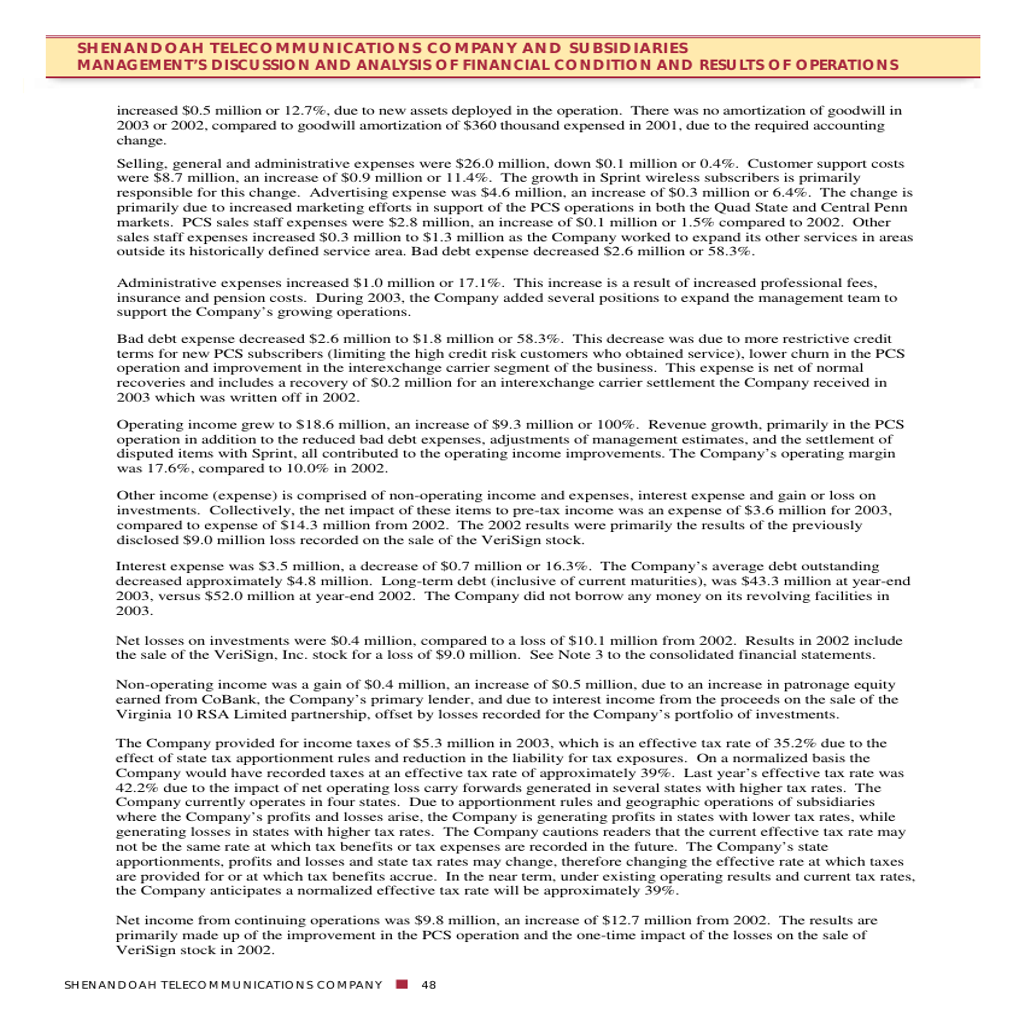 SHENANDOAH TELECOMMUNICATIONS COMPANY AND SUBSIDIARIES
MANAGEMENT'S DISCUSSION AND ANALYSIS OF FINANCIAL CONDITION AND RESULTS OF OPERATIONS
increased $0.5 million or 12.7%, due to new assets deployed in the operation. There was no amortization of goodwill in
2003 or 2002, compared to goodwill amortization of $360 thousand expensed in 2001, due to the required accounting
change.
Selling, general and administrative expenses were $26.0 million, down $0.1 million or 0.4%. Customer support costs
were $8.7 million, an increase of $0.9 million or 11.4%. The growth in Sprint wireless subscribers is primarily
responsible for this change. Advertising expense was $4.6 million, an increase of $0.3 million or 6.4%. The change is
primarily due to increased marketing efforts in support of the PCS operations in both the Quad State and Central Penn
markets. PCS sales staff expenses were $2.8 million, an increase of $0.1 million or 1.5% compared to 2002. Other
sales staff expenses increased $0.3 million to $1.3 million as the Company worked to expand its other services in areas
outside its historically defined service area. Bad debt expense decreased $2.6 million or 58.3%.
Administrative expenses increased $1.0 million or 17.1%. This increase is a result of increased professional fees,
insurance and pension costs. During 2003, the Company added several positions to expand the management team to
support the Company's growing operations.
Bad debt expense decreased $2.6 million to $1.8 million or 58.3%. This decrease was due to more restrictive credit
terms for new PCS subscribers (limiting the high credit risk customers who obtained service), lower churn in the PCS
operation and improvement in the interexchange carrier segment of the business. This expense is net of normal
recoveries and includes a recovery of $0.2 million for an interexchange carrier settlement the Company received in
2003 which was written off in 2002.
Operating income grew to $18.6 million, an increase of $9.3 million or 100%. Revenue growth, primarily in the PCS
operation in addition to the reduced bad debt expenses, adjustments of management estimates, and the settlement of
disputed items with Sprint, all contributed to the operating income improvements. The Company's operating margin
was 17.6%, compared to 10.0% in 2002.
Other income (expense) is comprised of non-operating income and expenses, interest expense and gain or loss on
investments. Collectively, the net impact of these items to pre-tax income was an expense of $3.6 million for 2003,
compared to expense of $14.3 million from 2002. The 2002 results were primarily the results of the previously
disclosed $9.0 million loss recorded on the sale of the VeriSign stock.
Interest expense was $3.5 million, a decrease of $0.7 million or 16.3%. The Company's average debt outstanding
decreased approximately $4.8 million. Long-term debt (inclusive of current maturities), was $43.3 million at year-end
2003, versus $52.0 million at year-end 2002. The Company did not borrow any money on its revolving facilities in
2003.
Net losses on investments were $0.4 million, compared to a loss of $10.1 million from 2002. Results in 2002 include
the sale of the VeriSign, Inc. stock for a loss of $9.0 million. See Note 3 to the consolidated financial statements.
Non-operating income was a gain of $0.4 million, an increase of $0.5 million, due to an increase in patronage equity
earned from CoBank, the Company's primary lender, and due to interest income from the proceeds on the sale of the
Virginia 10 RSA Limited partnership, offset by losses recorded for the Company's portfolio of investments.
The Company provided for income taxes of $5.3 million in 2003, which is an effective tax rate of 35.2% due to the
effect of state tax apportionment rules and reduction in the liability for tax exposures. On a normalized basis the
Company would have recorded taxes at an effective tax rate of approximately 39%. Last year's effective tax rate was
42.2% due to the impact of net operating loss carry forwards generated in several states with higher tax rates. The
Company currently operates in four states. Due to apportionment rules and geographic operations of subsidiaries
where the Company's profits and losses arise, the Company is generating profits in states with lower tax rates, while
generating losses in states with higher tax rates. The Company cautions readers that the current effective tax rate may
not be the same rate at which tax benefits or tax expenses are recorded in the future. The Company's state
apportionments, profits and losses and state tax rates may change, therefore changing the effective rate at which taxes
are provided for or at which tax benefits accrue. In the near term, under existing operating results and current tax rates,
the Company anticipates a normalized effective tax rate will be approximately 39%.
Net income from continuing operations was $9.8 million, an increase of $12.7 million from 2002. The results are
primarily made up of the improvement in the PCS operation and the one-time impact of the losses on the sale of
VeriSign stock in 2002.
SHENANDOAH TELECOMMUNICATIONS COMPANY 48